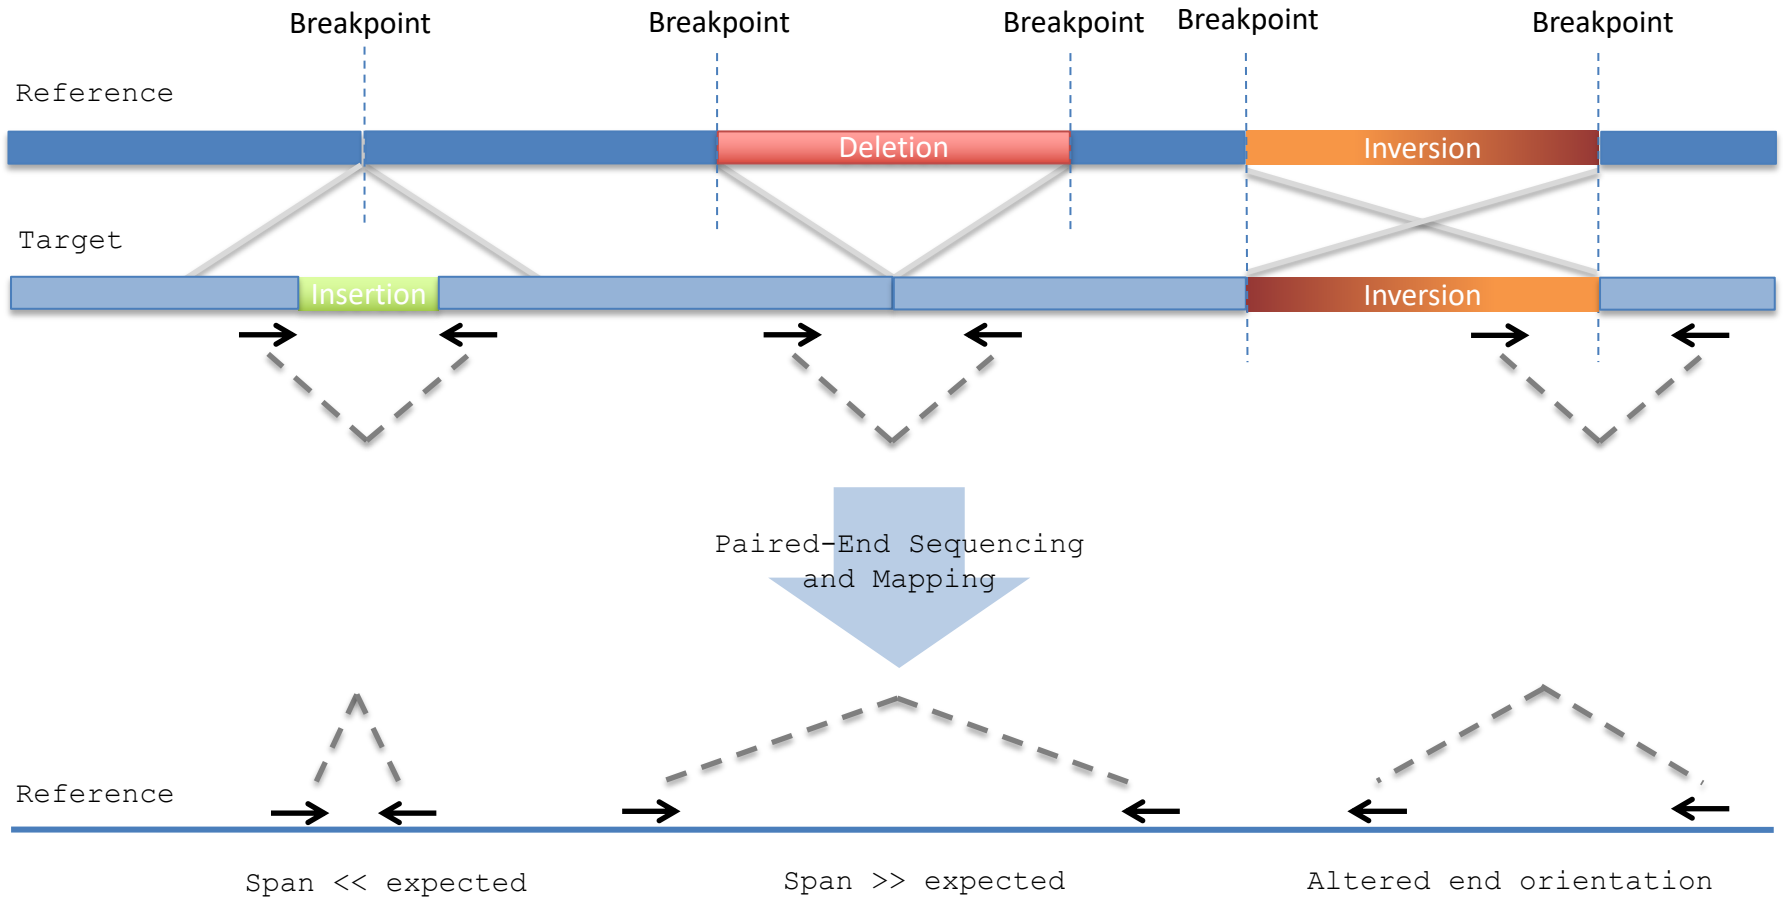 Breakpoint
Breakpoint
Breakpoint
Breakpoint
Breakpoint
Reference
Deletion
Inversion
Target
Insertion
Inversion
Paired-End Sequencing
and Mapping
Reference
Span << expected
Span >> expected
Altered end orientation